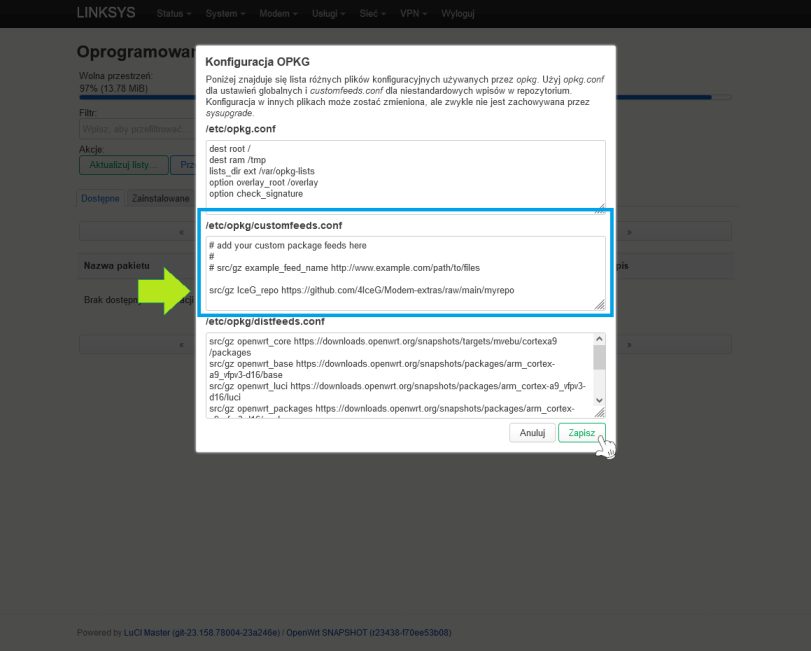 LINKSYS Status System Modem Usługi Sieć VPN Wyloguj
Oprogramowan
Wolna przestrzeń:
97% (13.78 MiB)
Filtr:
Wpisz, aby przefiltrować
Akcje:
Aktualizuj listy... Prz
Dostępne Zainstalowane
« »
Nazwa pakietu pis
Brak dostępny
« »
Konfiguracja OPKG
Poniżej znajduje się lista różnych plików konfiguracyjnych używanych przez opkg. Użyj opkg.conf
dla ustawień globalnych i customfeeds.conf dla niestandardowych wpisów w repozytorium.
Konfiguracja w innych plikach może zostać zmieniona, ale zwykle nie jest zachowywana przez
sysupgrade.
/etc/opkg.conf
dest root /
dest ram /tmp
lists_dir ext /var/opkg-lists
option overlay_root /overlay
option check_signature
/etc/opkg/customfeeds.conf
# add your custom package feeds here
#
# src/gz example_feed_name http://www.example.com/path/to/files
src/gz IceG_repo https://github.com/4IceG/Modem-extras/raw/main/myrepo
/etc/opkg/distfeeds.conf
src/gz openwrt_core https://downloads.openwrt.org/snapshots/targets/mvebu/cortexa9
/packages
src/gz openwrt_base https://downloads.openwrt.org/snapshots/packages/arm_cortex-
a9_vfpv3-d16/base
src/gz openwrt_luci https://downloads.openwrt.org/snapshots/packages/arm_cortex-a9_vfpv3-
d16/luci
src/gz openwrt_packages https://downloads.openwrt.org/snapshots/packages/arm_cortex-
Anuluj Zapisz
Powered by LuCI Master (git-23.158.78004-23a246e) / OpenWrt SNAPSHOT (r23438-f70ee53b08)